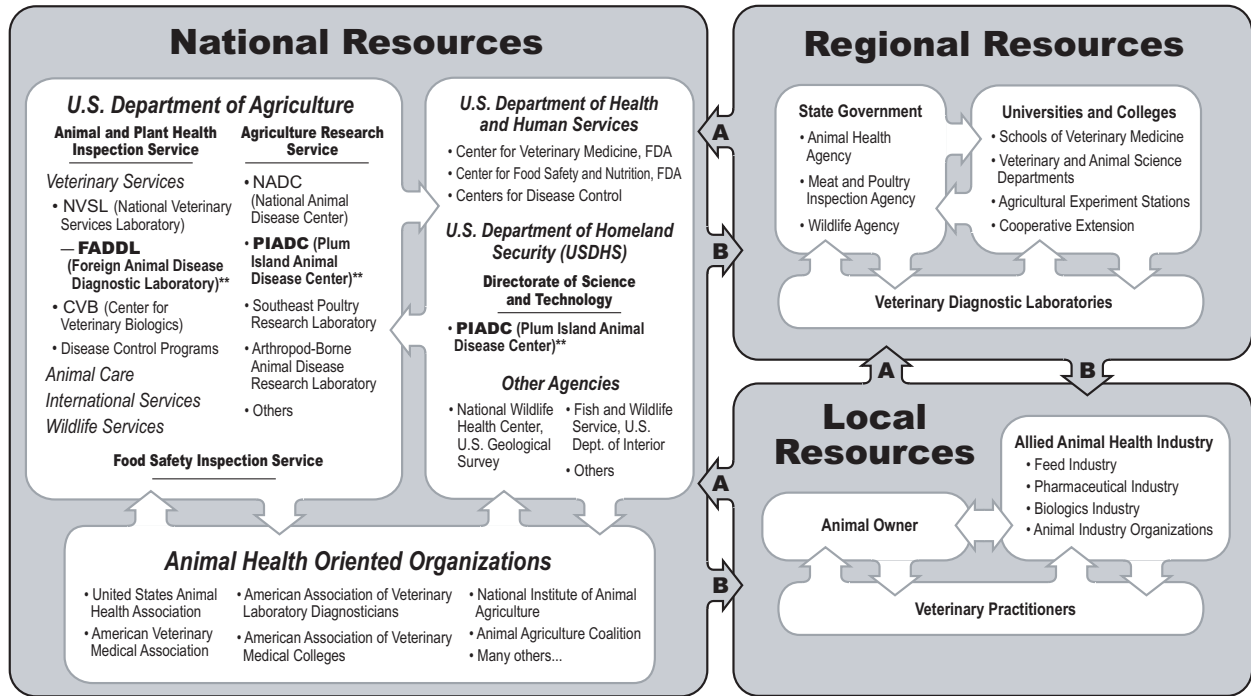 National Resources
U.S. Department of Agriculture
Animal and Plant Health
Inspection Service
Veterinary Services
• NVSL (National Veterinary
Services Laboratory)
— FADDL
(Foreign Animal Disease
Diagnostic Laboratory)**
• CVB (Center for
Veterinary Biologics)
• Disease Control Programs
Animal Care
International Services
Wildlife Services
Agriculture Research
Service
• NADC
(National Animal
Disease Center)
• PIADC (Plum
Island Animal
Disease Center)**
• Southeast Poultry
Research Laboratory
• Arthropod-Borne
Animal Disease
Research Laboratory
• Others
Food Safety Inspection Service
U.S. Department of Health
and Human Services
• Center for Veterinary Medicine, FDA
• Center for Food Safety and Nutrition, FDA
• Centers for Disease Control
U.S. Department of Homeland
Security (USDHS)
Directorate of Science
and Technology
• PIADC (Plum Island Animal
Disease Center)**
Other Agencies
• National Wildlife
Health Center,
U.S. Geological
Survey
• Fish and Wildlife
Service, U.S.
Dept. of Interior
• Others
Animal Health Oriented Organizations
• United States Animal
Health Association
• American Veterinary
Medical Association
• American Association of Veterinary
Laboratory Diagnosticians
• American Association of Veterinary
Medical Colleges
• National Institute of Animal
Agriculture
• Animal Agriculture Coalition
• Many others...
A
B
A
B
Regional Resources
State Government
• Animal Health
Agency
• Meat and Poultry
Inspection Agency
• Wildlife Agency
Universities and Colleges
• Schools of Veterinary Medicine
• Veterinary and Animal Science
Departments
• Agricultural Experiment Stations
• Cooperative Extension
Veterinary Diagnostic Laboratories
A
B
Local
Resources
Allied Animal Health Industry
• Feed Industry
• Pharmaceutical Industry
• Biologics Industry
• Animal Industry Organizations
Animal Owner
Veterinary Practitioners